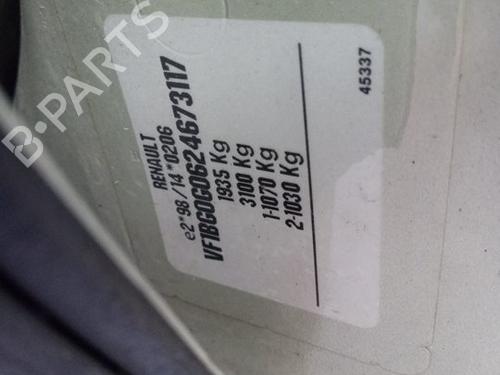 RENAULT
e2*98/14*0206
VF1BG0G0624673117
1935 Kg
3100 Kg
1-1070 Kg
2-1030 Kg
45337
B-PARTS